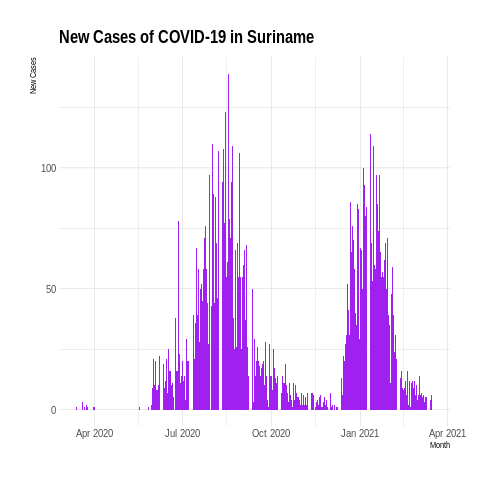 New Cases of COVID-19 in Suriname
New Cases
100
50
0
Apr 2020 Jul 2020 Oct 2020 Jan 2021 Apr 2021
Month